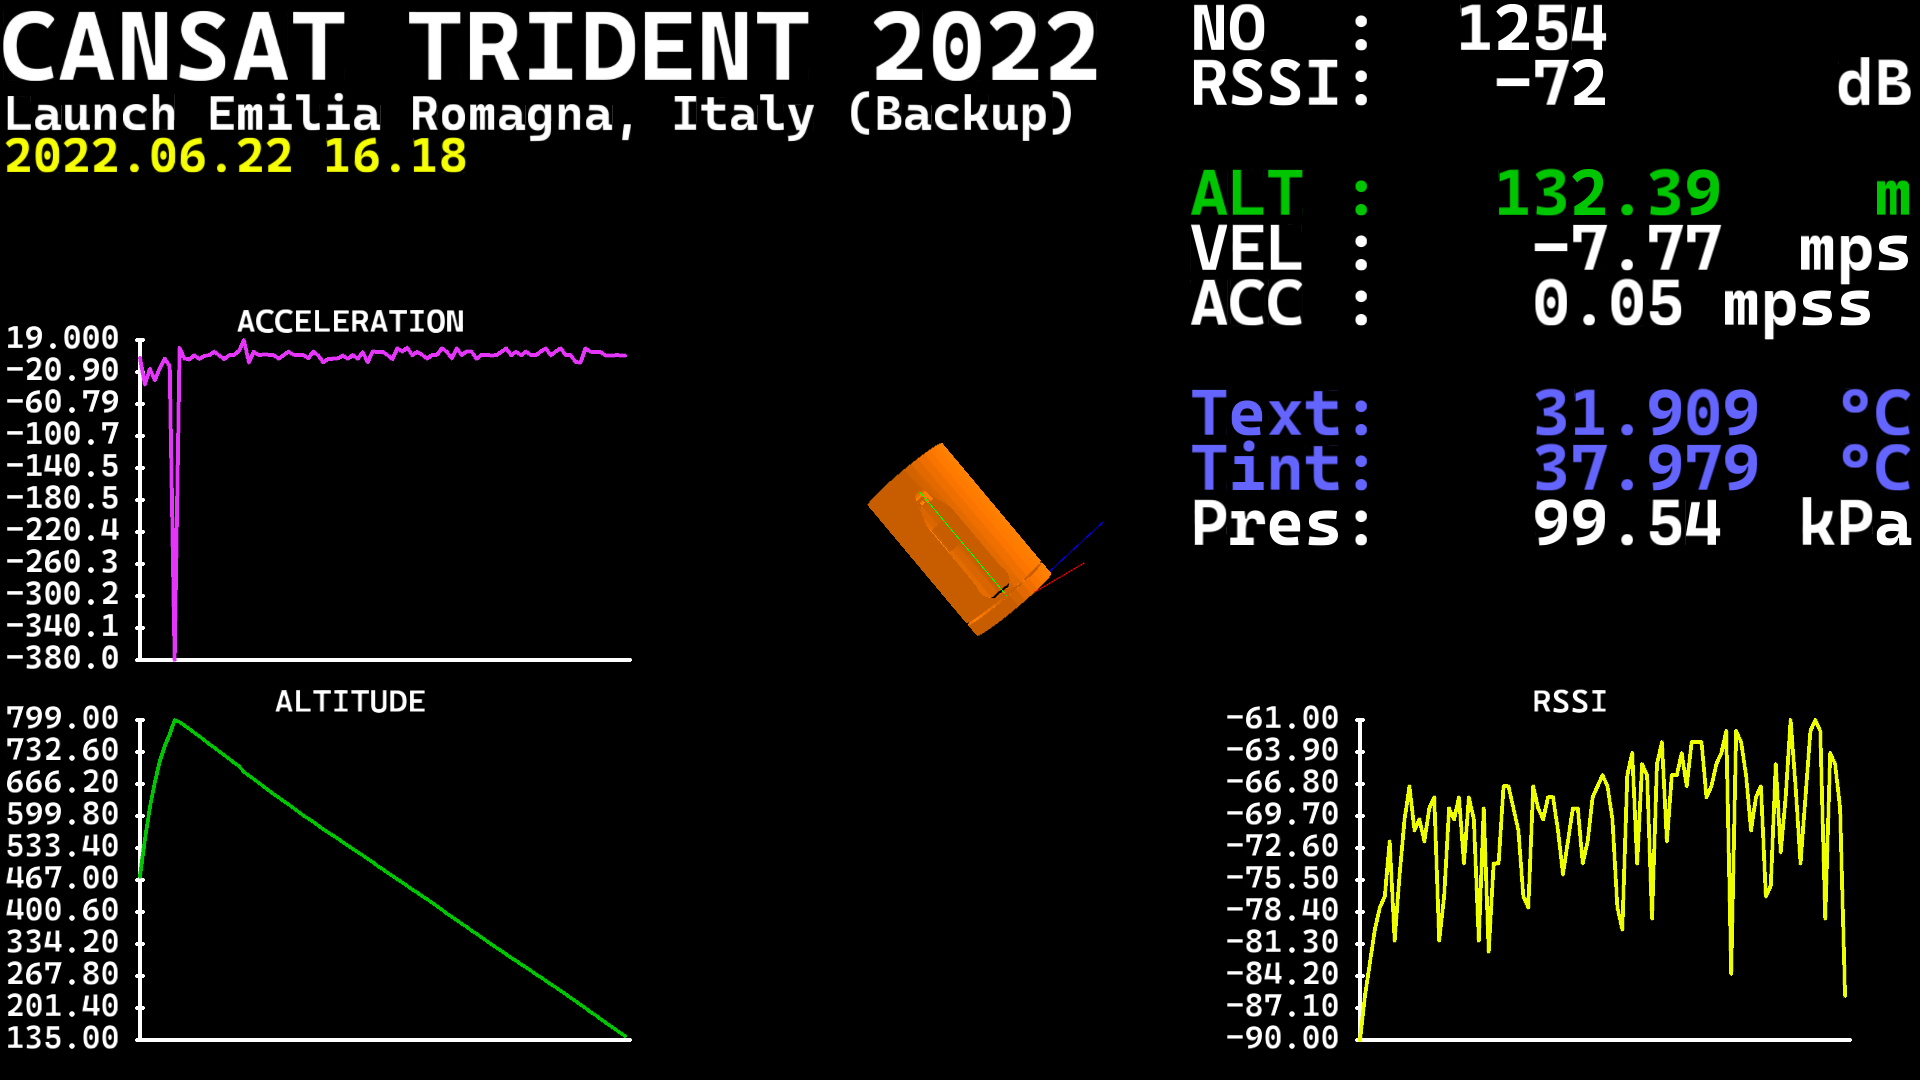 CANSAT TRIDENT 2022
Launch Emilia Romagna, Italy (Backup)
2022.06.22 16.18
NO : 1254
RSSI: -72 dB
ALT : 132.39 m
VEL : -7.77 mps
ACC : 0.05 mpss
Text: 31.909 °C
Tint: 37.979 °C
Pres: 99.54 kPa
ACCELERATION
19.000
-20.90
-60.79
-100.7
-140.5
-180.5
-220.4
-260.3
-300.2
-340.1
-380.0
ALTITUDE
799.00
732.60
666.20
599.80
533.40
467.00
400.60
334.20
267.80
201.40
135.00
RSSI
-61.00
-63.90
-66.80
-69.70
-72.60
-75.50
-78.40
-81.30
-84.20
-87.10
-90.00